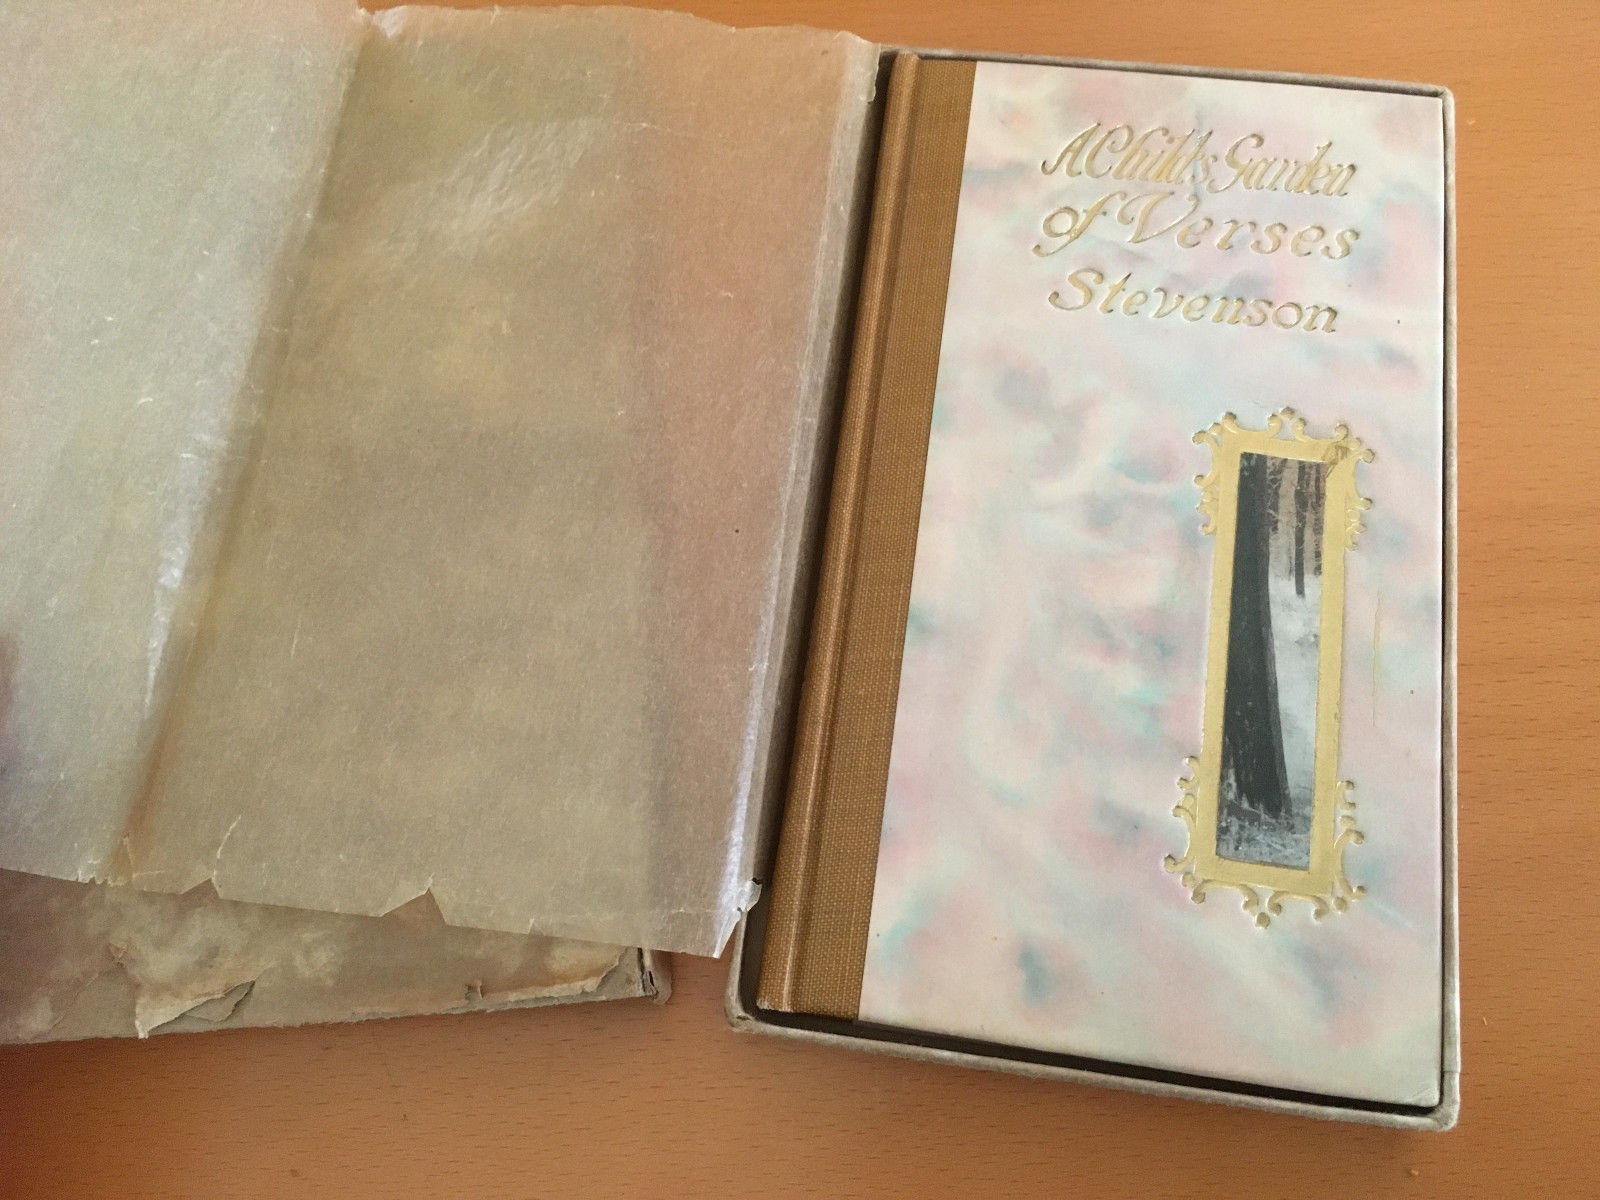 A Child's Garden
of Verses
Stevenson